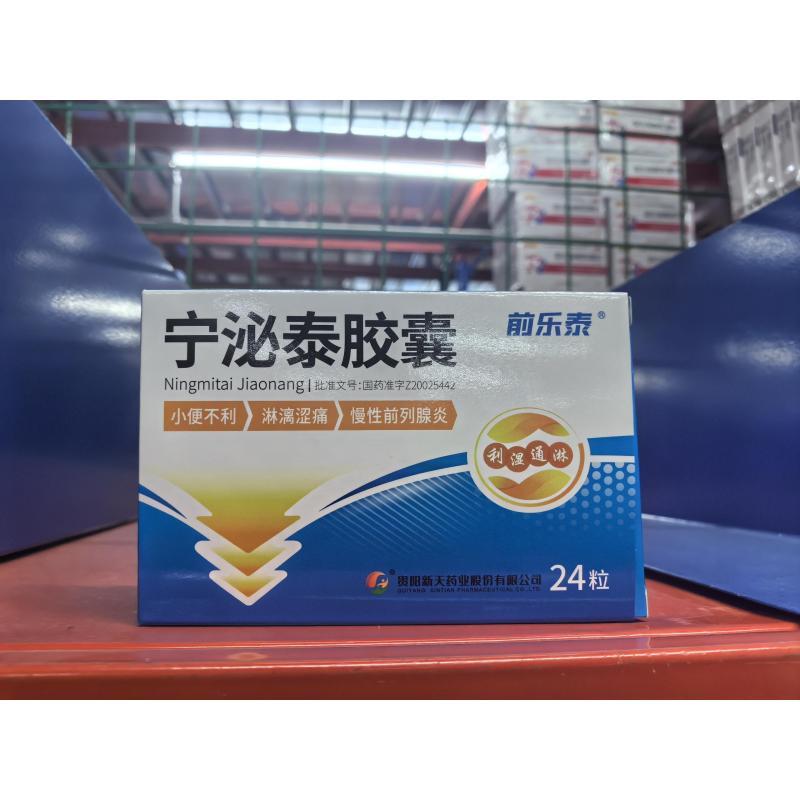 宁泌泰胶囊
前乐泰®
Ningmitai Jiaonang | 批准文号:国药准字Z20025442
小便不利 淋漓涩痛 慢性前列腺炎
利湿通淋
贵阳新天药业股份有限公司
GUIYANG XINTIAN PHARMACEUTICAL CO.,LTD.
24粒